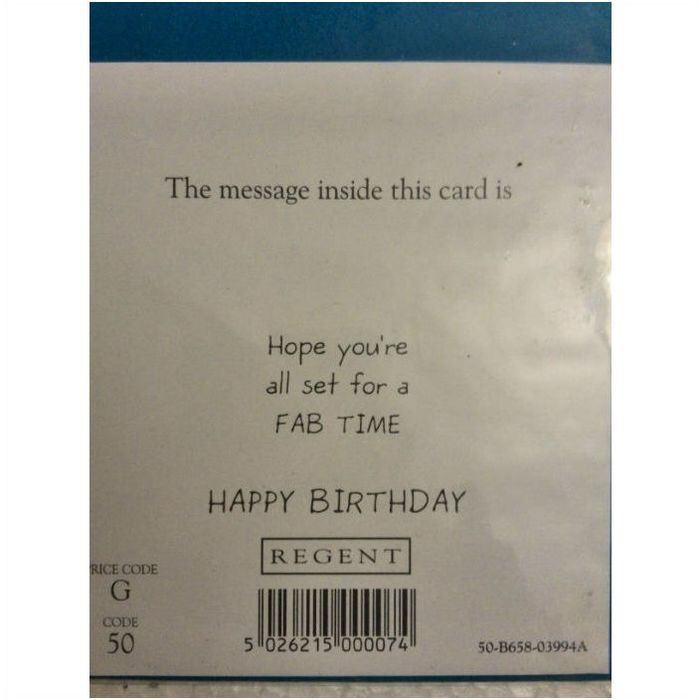 The message inside this card is
Hope you're
all set for a
FAB TIME
HAPPY BIRTHDAY
REGENT
RICE CODE
G
CODE
50
5 026215 000074
50-B658-03994A